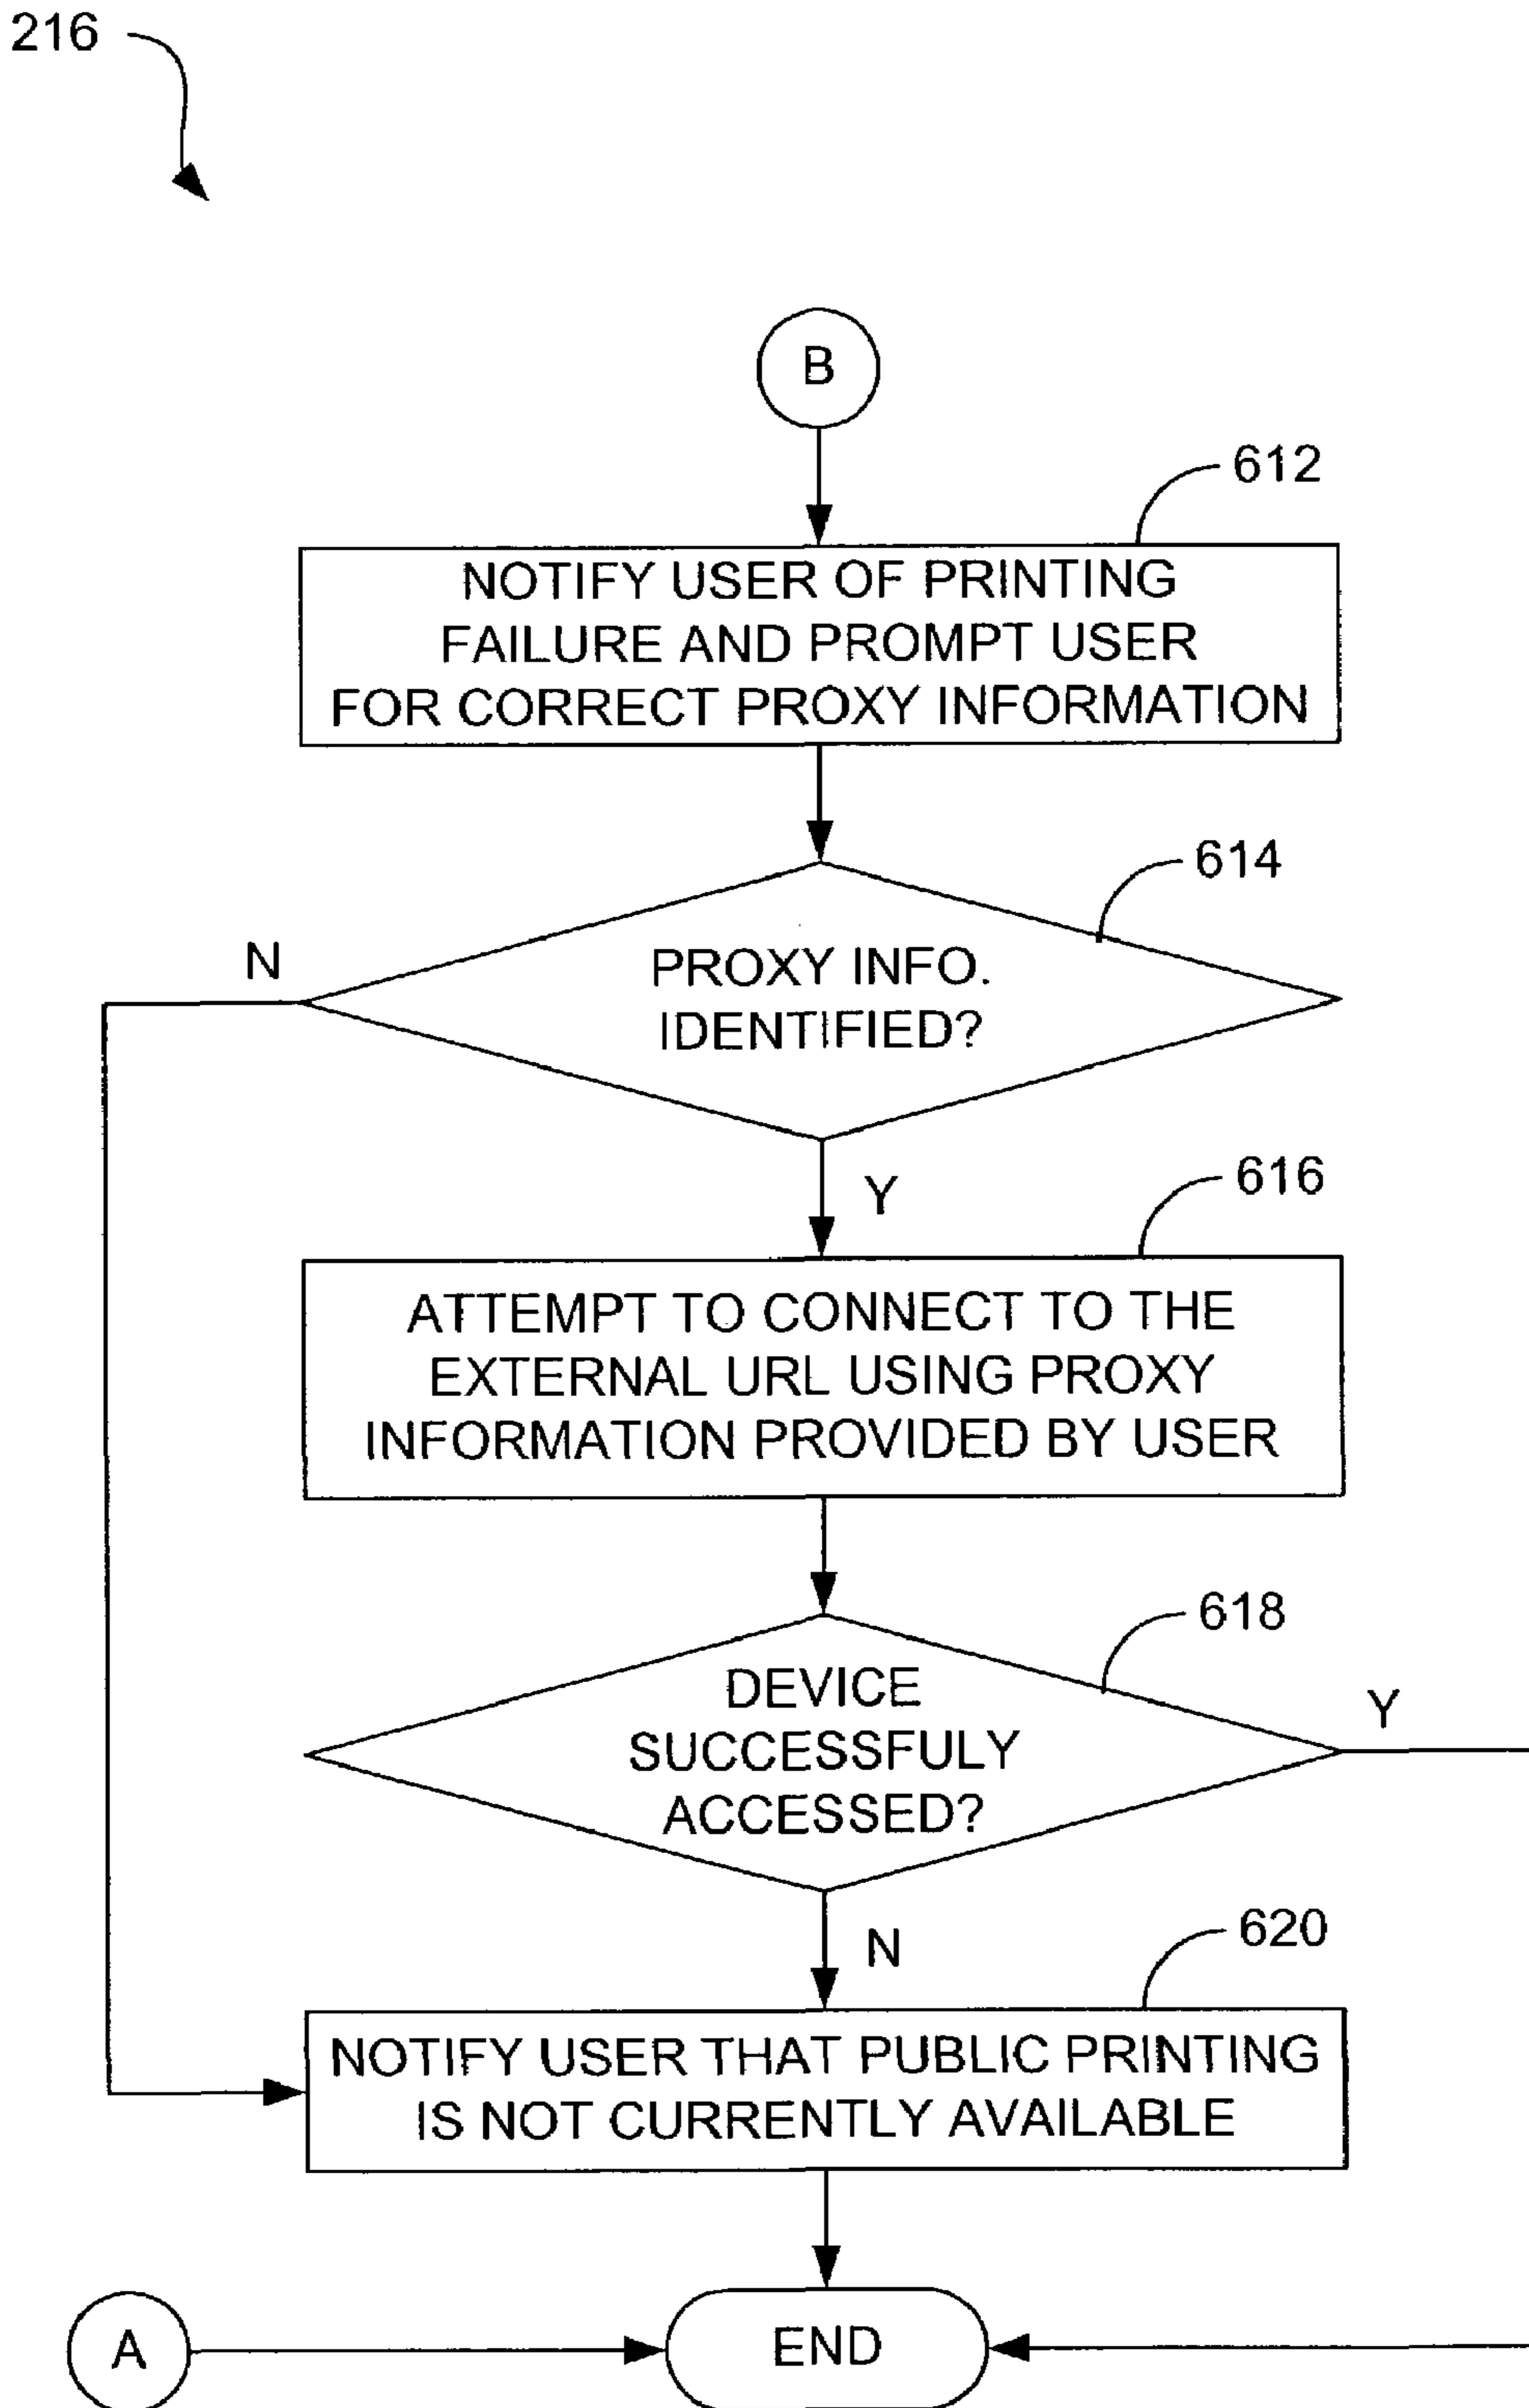 216
B
612
NOTIFY USER OF PRINTING
FAILURE AND PROMPT USER
FOR CORRECT PROXY INFORMATION
614
N
PROXY INFO.
IDENTIFIED?
Y
616
ATTEMPT TO CONNECT TO THE
EXTERNAL URL USING PROXY
INFORMATION PROVIDED BY USER
618
DEVICE
SUCCESSFULY
ACCESSED?
Y
N
620
NOTIFY USER THAT PUBLIC PRINTING
IS NOT CURRENTLY AVAILABLE
A
END